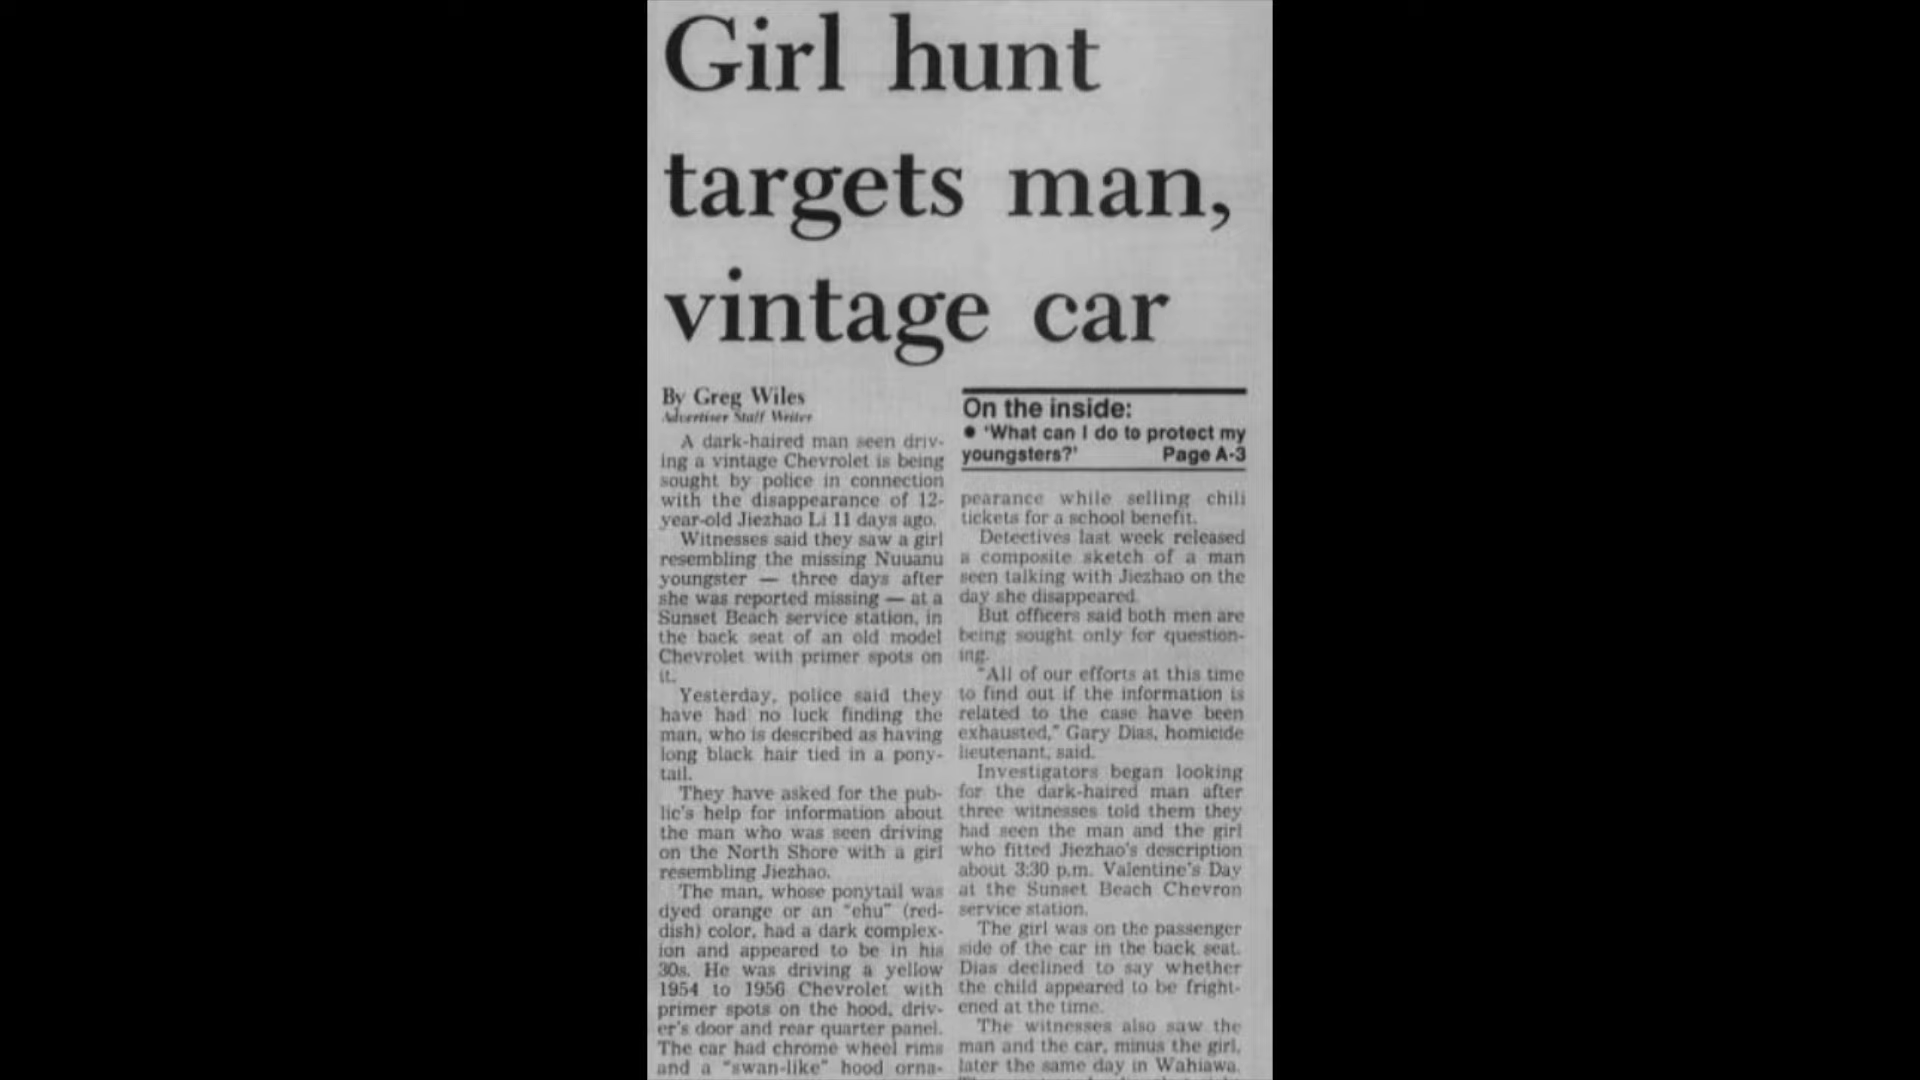 Girl hunt
targets man,
vintage car
By Greg Wiles
Advertiser Staff Writer
A dark-haired man seen driv-
ing a vintage Chevrolet is being
sought by police in connection
with the disappearance of 12-
year-old Jiezhao Li 11 days ago.
Witnesses said they saw a girl
resembling the missing Nuuanu
youngster — three days after
she was reported missing — at a
Sunset Beach service station, in
the back seat of an old model
Chevrolet with primer spots on
it.
Yesterday, police said they
have had no luck finding the
man, who is described as having
long black hair tied in a pony-
tail.
They have asked for the pub-
lic's help for information about
the man who was seen driving
on the North Shore with a girl
resembling Jiezhao.
The man, whose ponytail was
dyed orange or an "ehu" (red-
dish) color, had a dark complex-
ion and appeared to be in his
30s. He was driving a yellow
1954 to 1956 Chevrolet with
primer spots on the hood, driv-
er's door and rear quarter panel.
The car had chrome wheel rims
and a "swan-like" hood orna-
On the inside:
● 'What can I do to protect my
youngsters?' Page A-3
pearance while selling chili
tickets for a school benefit.
Detectives last week released
a composite sketch of a man
seen talking with Jiezhao on the
day she disappeared.
But officers said both men are
being sought only for question-
ing.
"All of our efforts at this time
to find out if the information is
related to the case have been
exhausted," Gary Dias, homicide
lieutenant, said.
Investigators began looking
for the dark-haired man after
three witnesses told them they
had seen the man and the girl
who fitted Jiezhao's description
about 3:30 p.m. Valentine's Day
at the Sunset Beach Chevron
service station.
The girl was on the passenger
side of the car in the back seat.
Dias declined to say whether
the child appeared to be fright-
ened at the time.
The witnesses also saw the
man and the car, minus the girl,
later the same day in Wahiawa.